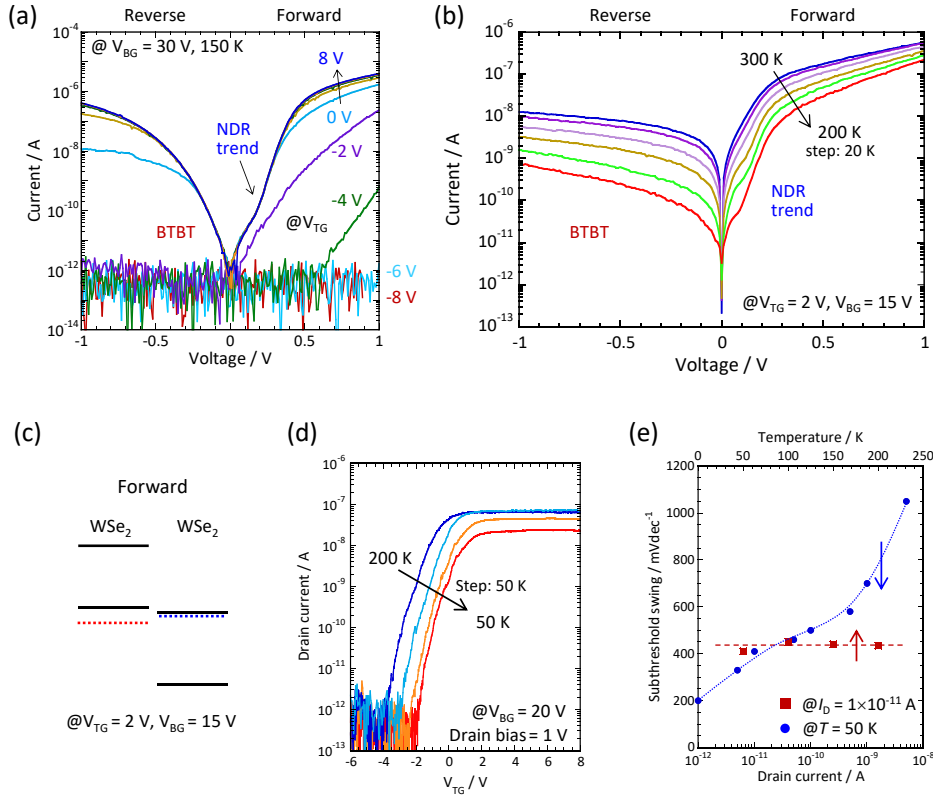 (a)
Reverse
Forward
@ V_BG = 30 V, 150 K
8 V
0 V
NDR
trend
-2 V
-4 V
@V_TG
BTBT
-6 V
-8 V
Current / A
10⁻⁴
10⁻⁶
10⁻⁸
10⁻¹⁰
10⁻¹²
10⁻¹⁴
-1
-0.5
0
0.5
1
Voltage / V
(b)
Reverse
Forward
300 K
200 K
step: 20 K
NDR
trend
BTBT
@V_TG = 2 V, V_BG = 15 V
Current / A
10⁻⁶
10⁻⁶
10⁻⁷
10⁻⁸
10⁻⁹
10⁻¹⁰
10⁻¹¹
10⁻¹²
10⁻¹³
-1
-0.5
0
0.5
1
Voltage / V
(c)
Forward
WSe₂ WSe₂
@V_TG = 2 V, V_BG = 15 V
(d)
Drain current / A
10⁻⁶
10⁻⁷
10⁻⁸
10⁻⁹
10⁻¹⁰
10⁻¹¹
10⁻¹²
10⁻¹³
200 K
Step: 50 K
50 K
@V_BG = 20 V
Drain bias = 1 V
-6 -4 -2 0 2 4 6 8
V_TG / V
(e)
Temperature / K
0 50 100 150 200 250
Subthreshold swing / mVdec⁻¹
1200
1000
800
600
400
200
0
@I_D = 1×10⁻¹¹ A
@T = 50 K
10⁻¹² 10⁻¹¹ 10⁻¹⁰ 10⁻⁹ 10⁻⁸
Drain current / A